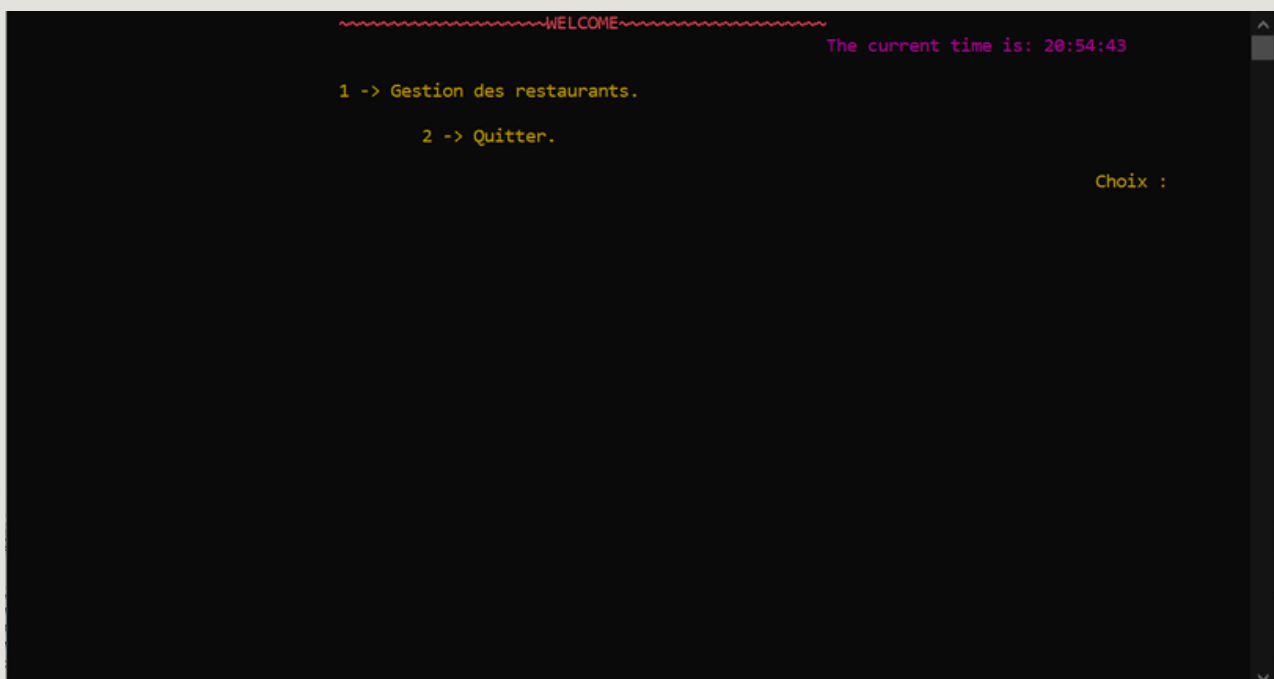 ~~~~~~~~~~~~~~~~~~~~WELCOME~~~~~~~~~~~~~~~~~~~~
The current time is: 20:54:43
1 -> Gestion des restaurants.
2 -> Quitter.
Choix :